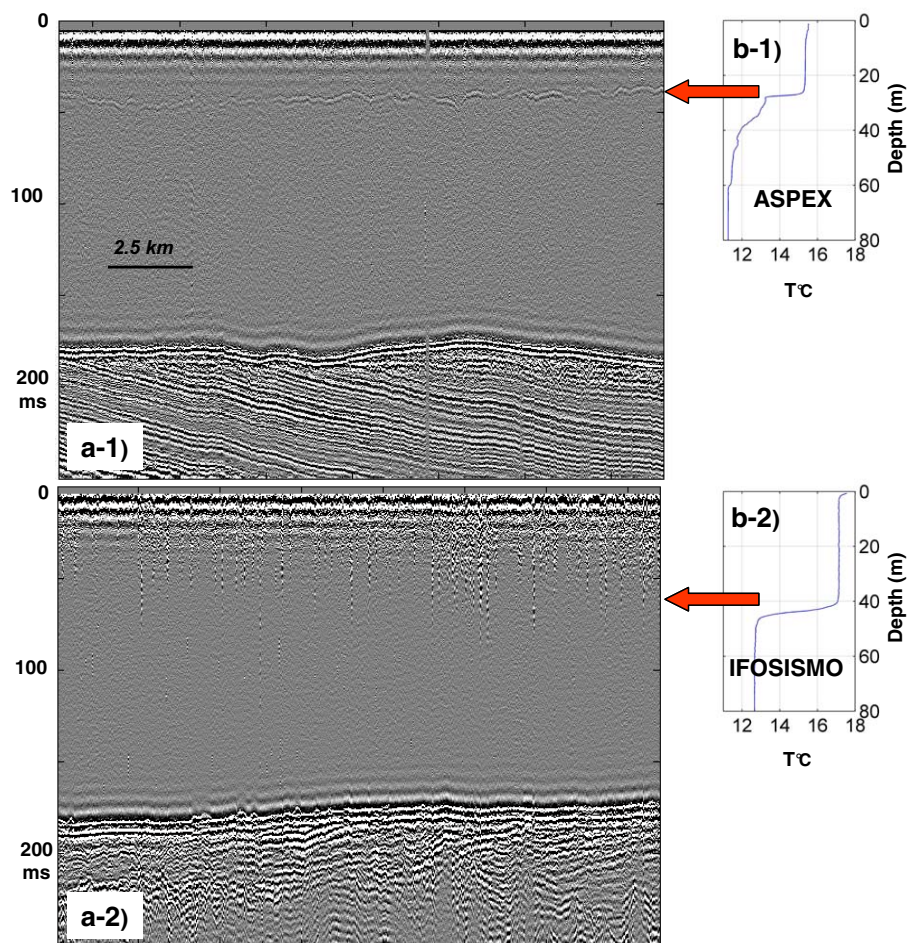 0
100
2.5 km
200
ms
a-1)
b-1)
0
20
40
60
80
Depth (m)
ASPEX
12 14 16 18
T°C
0
100
200
ms
a-2)
b-2)
0
20
40
60
80
Depth (m)
IFOSISMO
12 14 16 18
T°C